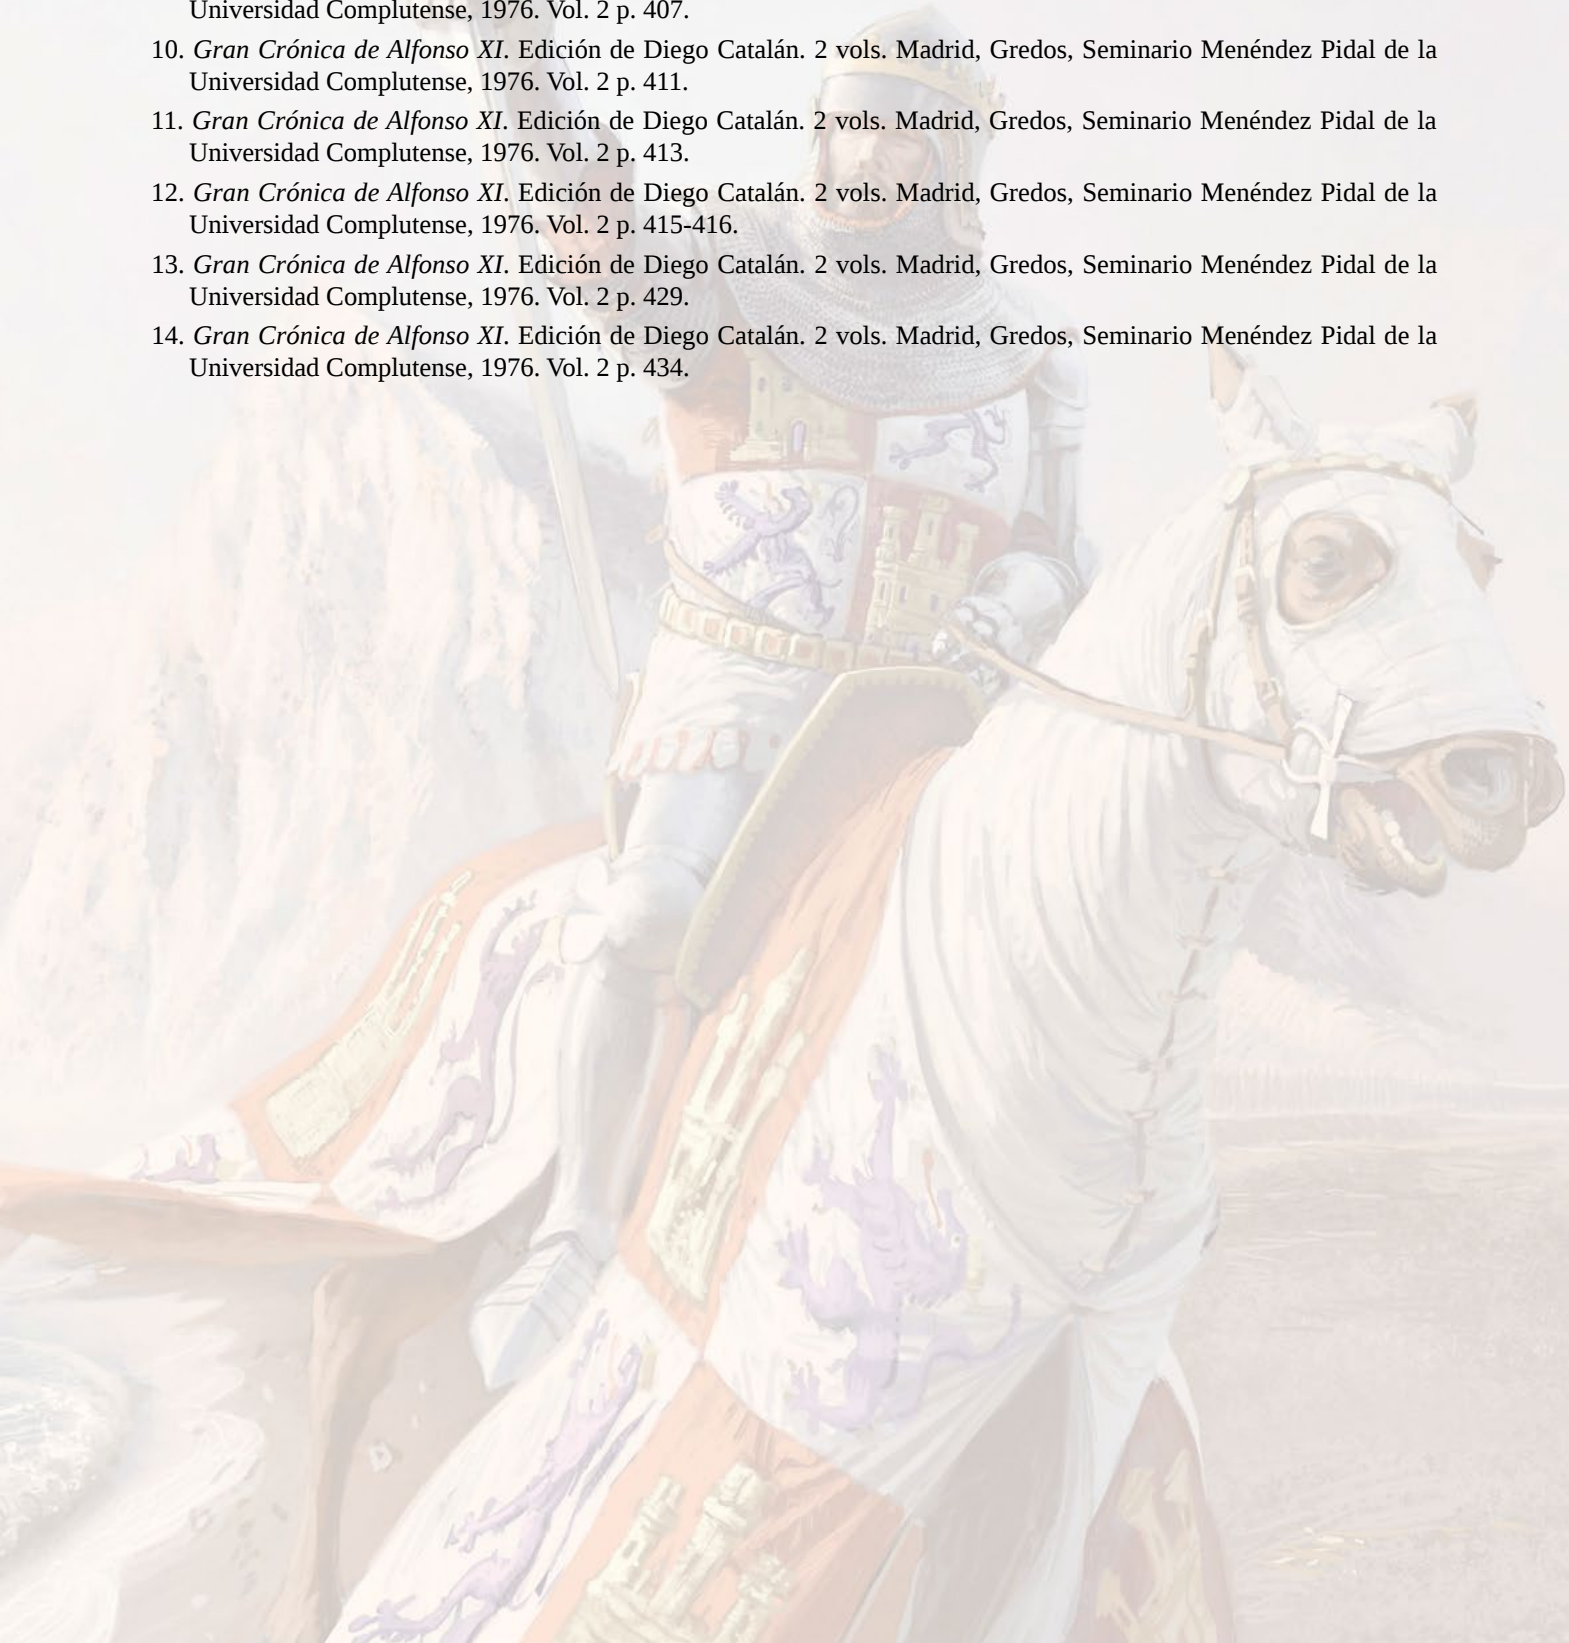 Universidad Complutense, 1976. Vol. 2 p. 407.
10. Gran Crónica de Alfonso XI. Edición de Diego Catalán. 2 vols. Madrid, Gredos, Seminario Menéndez Pidal de la
Universidad Complutense, 1976. Vol. 2 p. 411.
11. Gran Crónica de Alfonso XI. Edición de Diego Catalán. 2 vols. Madrid, Gredos, Seminario Menéndez Pidal de la
Universidad Complutense, 1976. Vol. 2 p. 413.
12. Gran Crónica de Alfonso XI. Edición de Diego Catalán. 2 vols. Madrid, Gredos, Seminario Menéndez Pidal de la
Universidad Complutense, 1976. Vol. 2 p. 415-416.
13. Gran Crónica de Alfonso XI. Edición de Diego Catalán. 2 vols. Madrid, Gredos, Seminario Menéndez Pidal de la
Universidad Complutense, 1976. Vol. 2 p. 429.
14. Gran Crónica de Alfonso XI. Edición de Diego Catalán. 2 vols. Madrid, Gredos, Seminario Menéndez Pidal de la
Universidad Complutense, 1976. Vol. 2 p. 434.